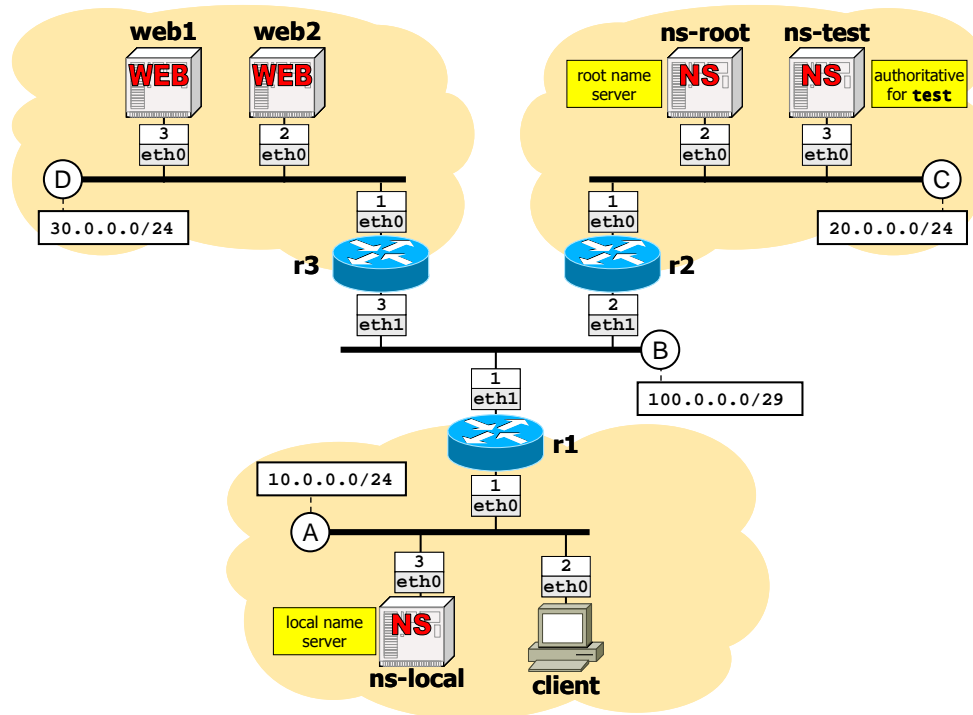 web1
web2
ns-root
ns-test
WEB
WEB
root name
server
NS
NS
authoritative
for test
3
eth0
2
eth0
2
eth0
3
eth0
D
C
30.0.0.0/24
1
eth0
1
eth0
20.0.0.0/24
r3
r2
3
eth1
2
eth1
B
1
eth1
100.0.0.0/29
r1
10.0.0.0/24
1
eth0
A
3
eth0
2
eth0
local name
server
NS
ns-local
client